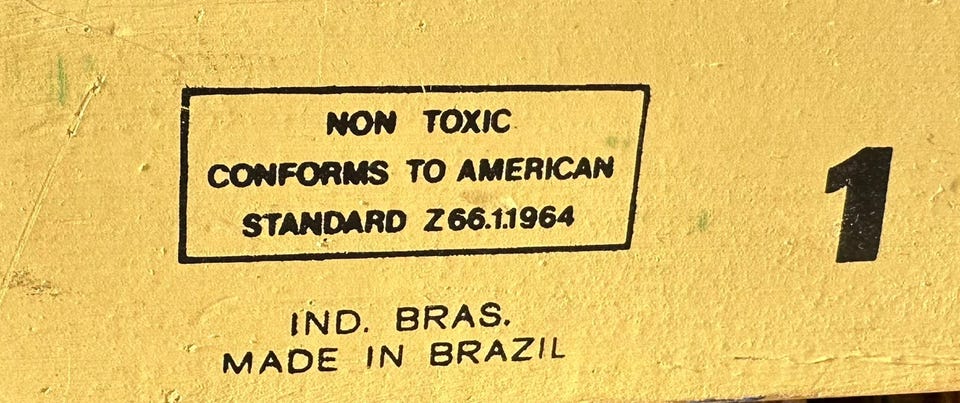 NON TOXIC
CONFORMS TO AMERICAN
STANDARD Z66.1.1964
1
IND. BRAS.
MADE IN BRAZIL